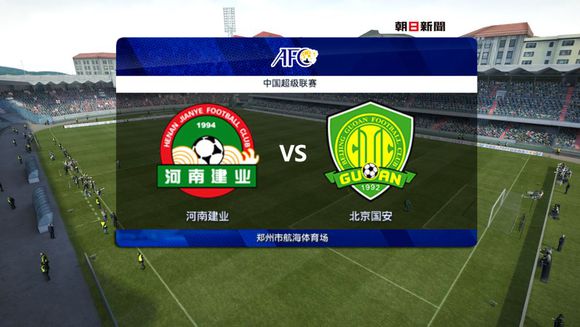 朝日新聞
AFC
中国超级联赛
HENAN JIANYE FOOTBALL CLUB
1994
河南建业
VS
BEIJING GUOAN FOOTBALL CLUB
CITIC
GUOAN
1992
河南建业
北京国安
郑州市航海体育场